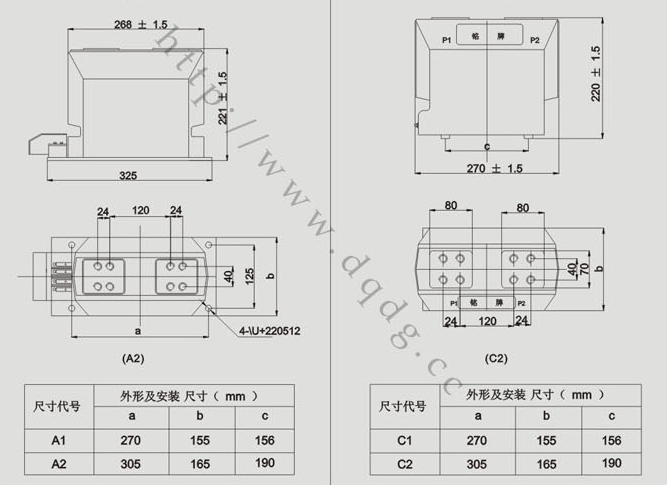 268 ± 1.5
221 ± 1.5
325
24 120 24
40
125
b
a
4-\U+220512
(A2)
P1 铭 牌 P2
220 ± 1.5
c
270 ± 1.5
80 80
40
70
b
P1 铭 牌 P2
24 120 24
(C2)
http://www.dqdg.cc
尺寸代号 外形及安装 尺寸（ mm ）
a b c
A1 270 155 156
A2 305 165 190
尺寸代号 外形及安装 尺寸（ mm ）
a b c
C1 270 155 156
C2 305 165 190